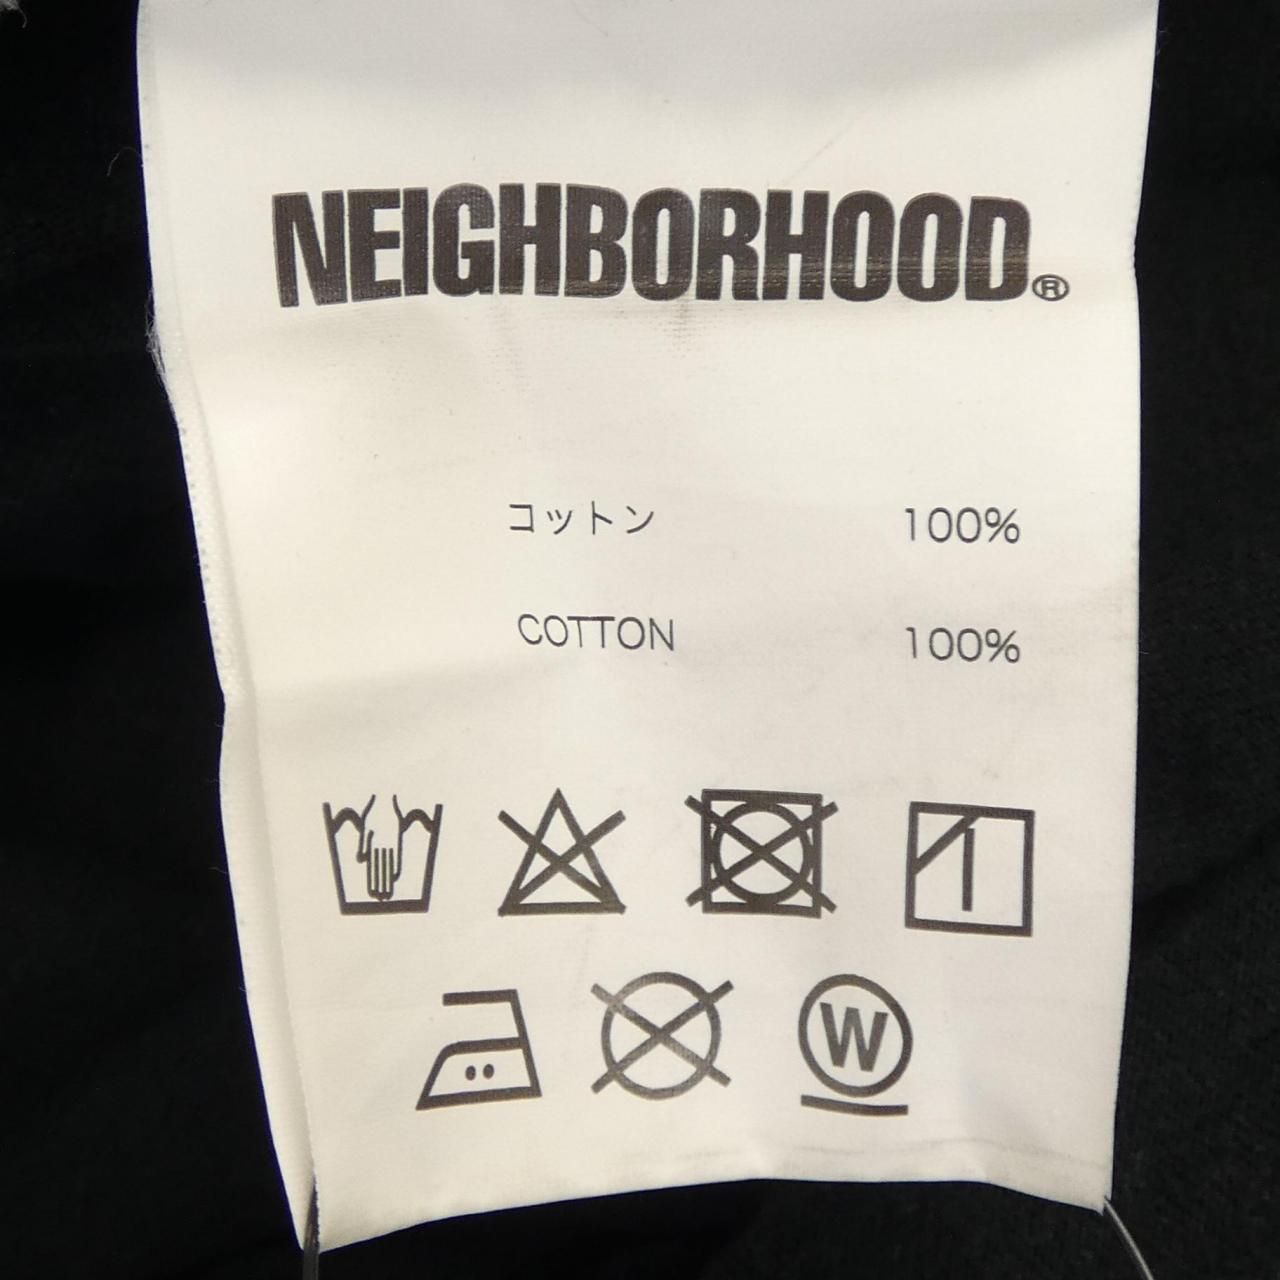 NEIGHBORHOOD®
コットン 100%
COTTON 100%
W